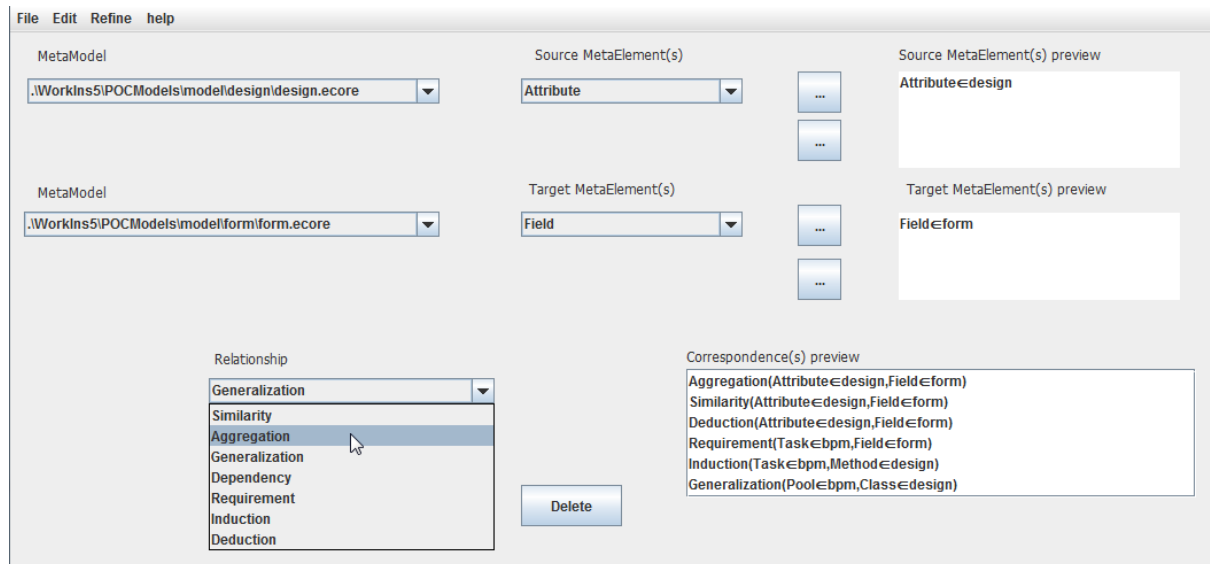 File Edit Refine help
MetaModel
Source MetaElement(s)
Source MetaElement(s) preview
.\WorkIns5\POCModels\model\design\design.ecore
Attribute
...
Attribute∈design
...
MetaModel
Target MetaElement(s)
Target MetaElement(s) preview
.\WorkIns5\POCModels\model\form\form.ecore
Field
...
Field∈form
...
Relationship
Generalization
Similarity
Aggregation
Generalization
Dependency
Requirement
Induction
Deduction
Delete
Correspondence(s) preview
Aggregation(Attribute∈design,Field∈form)
Similarity(Attribute∈design,Field∈form)
Deduction(Attribute∈design,Field∈form)
Requirement(Task∈bpm,Field∈form)
Induction(Task∈bpm,Method∈design)
Generalization(Pool∈bpm,Class∈design)